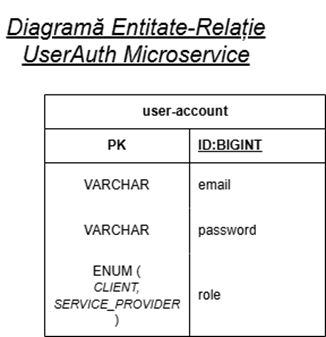 Diagramă Entitate-Relație
UserAuth Microservice
user-account
PK ID:BIGINT
VARCHAR email
VARCHAR password
ENUM (
CLIENT,
SERVICE_PROVIDER
) role